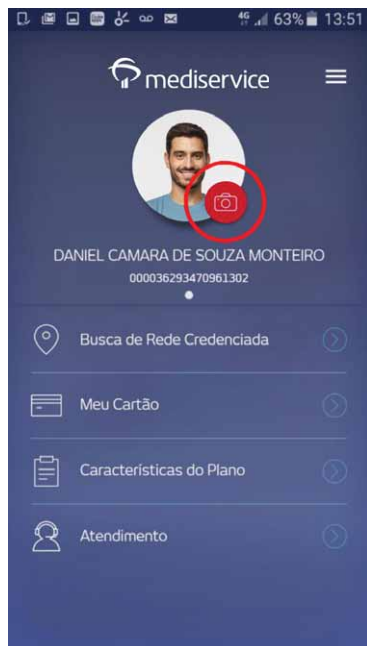 4G 63% 13:51
mediservice
DANIEL CAMARA DE SOUZA MONTEIRO
000036293470961302
Busca de Rede Credenciada
Meu Cartão
Características do Plano
Atendimento